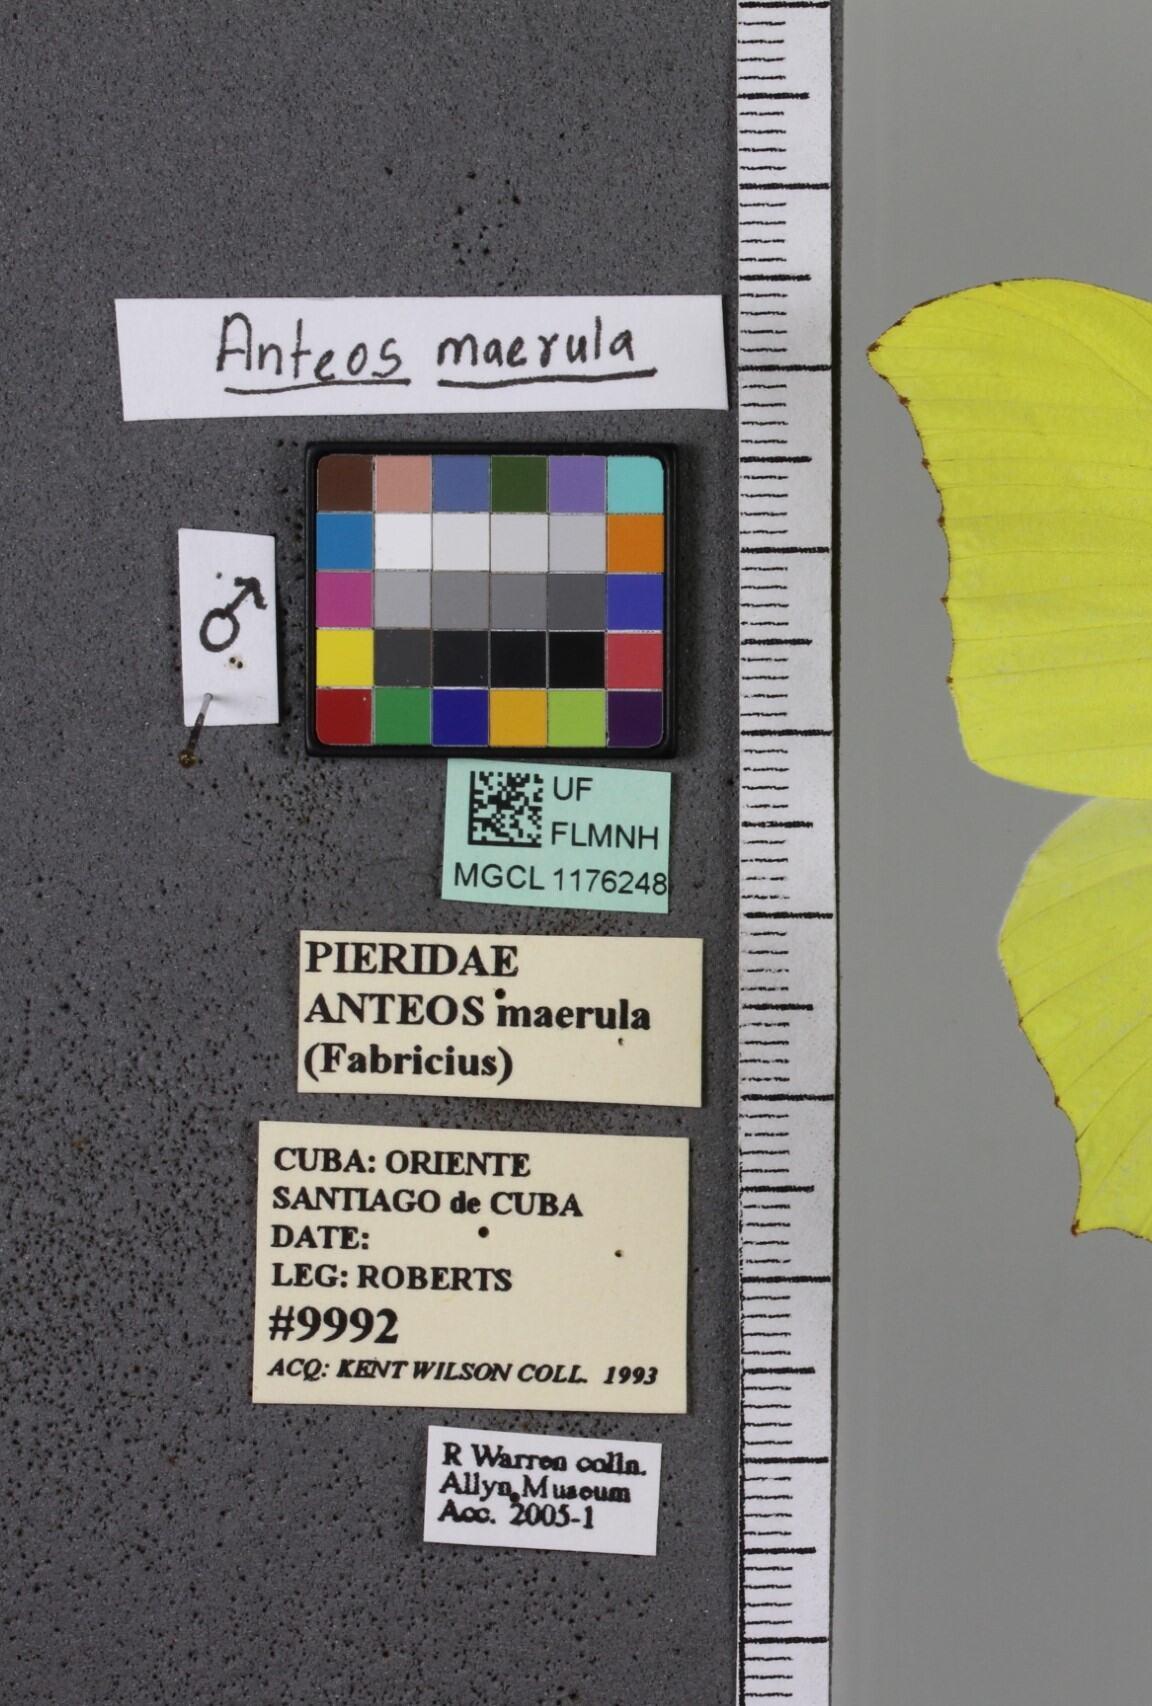 Anteos maerula
♂
UF
FLMNH
MGCL 1176248
PIERIDAE
ANTEOS maerula
(Fabricius)
CUBA: ORIENTE
SANTIAGO de CUBA
DATE:
LEG: ROBERTS
#9992
ACQ: KENT WILSON COLL. 1993
R Warren colln.
Allyn Museum
Acc. 2005-1